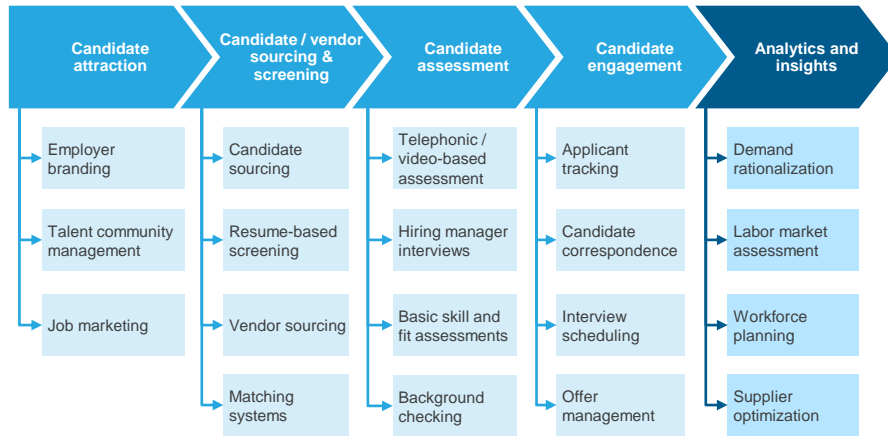 Candidate
attraction
Candidate / vendor
sourcing &
screening
Candidate
assessment
Candidate
engagement
Analytics and
insights
Employer
branding
Talent community
management
Job marketing
Candidate
sourcing
Resume-based
screening
Vendor sourcing
Matching
systems
Telephonic /
video-based
assessment
Hiring manager
interviews
Basic skill and
fit assessments
Background
checking
Applicant
tracking
Candidate
correspondence
Interview
scheduling
Offer
management
Demand
rationalization
Labor market
assessment
Workforce
planning
Supplier
optimization